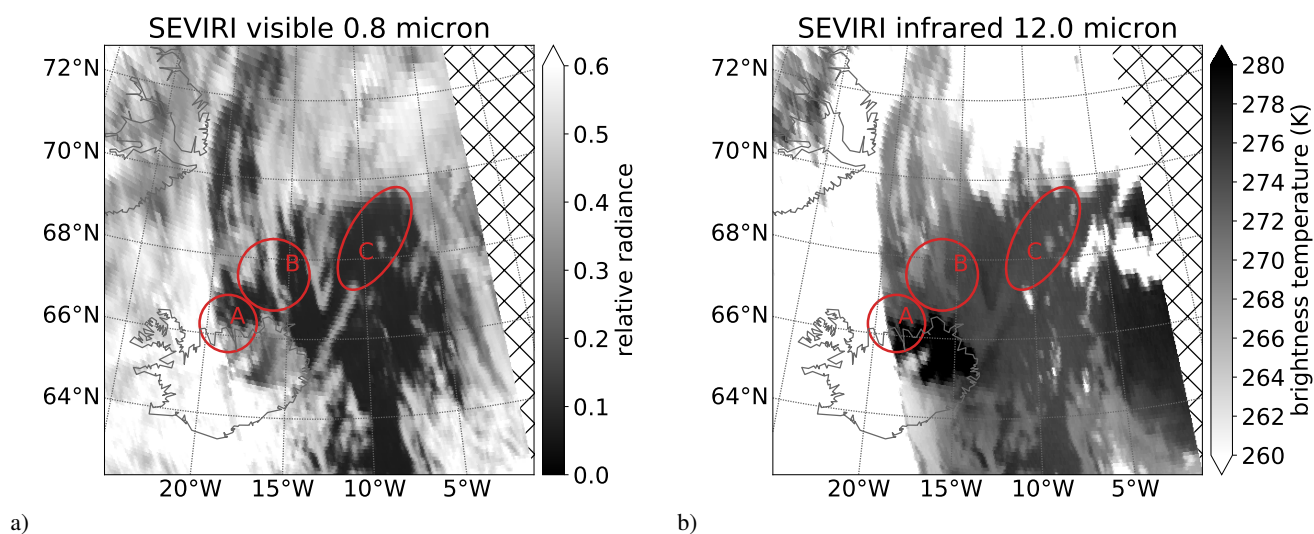 SEVIRI visible 0.8 micron
72°N
70°N
68°N
66°N
64°N
20°W
15°W
10°W
5°W
A
B
C
0.6
0.5
0.4
0.3
0.2
0.1
0.0
relative radiance
a)
SEVIRI infrared 12.0 micron
72°N
70°N
68°N
66°N
64°N
20°W
15°W
10°W
5°W
A
B
C
280
278
276
274
272
270
268
266
264
262
260
brightness temperature (K)
b)